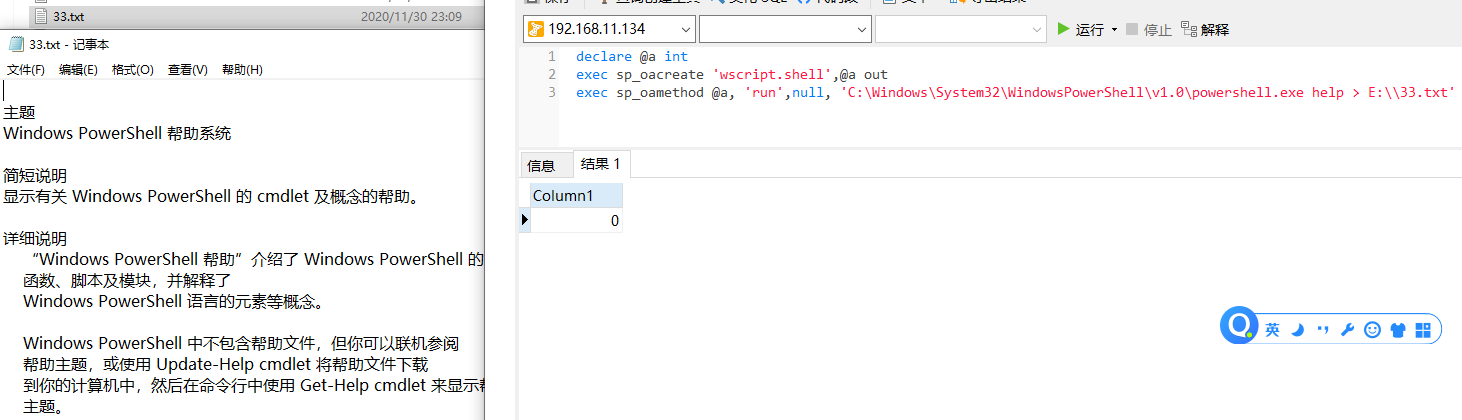 33.txt
2020/11/30 23:09
33.txt - 记事本
文件(F) 编辑(E) 格式(O) 查看(V) 帮助(H)
主题
Windows PowerShell 帮助系统
简短说明
显示有关 Windows PowerShell 的 cmdlet 及概念的帮助。
详细说明
“Windows PowerShell 帮助”介绍了 Windows PowerShell 的
函数、脚本及模块，并解释了
Windows PowerShell 语言的元素等概念。
Windows PowerShell 中不包含帮助文件，但你可以联机参阅
帮助主题，或使用 Update-Help cmdlet 将帮助文件下载
到你的计算机中，然后在命令行中使用 Get-Help cmdlet 来显示帮
主题。
192.168.11.134
运行 停止 解释
1 declare @a int
2 exec sp_oacreate 'wscript.shell',@a out
3 exec sp_oamethod @a, 'run',null, 'C:\Windows\System32\WindowsPowerShell\v1.0\powershell.exe help > E:\\33.txt'
信息 结果 1
Column1
0
英